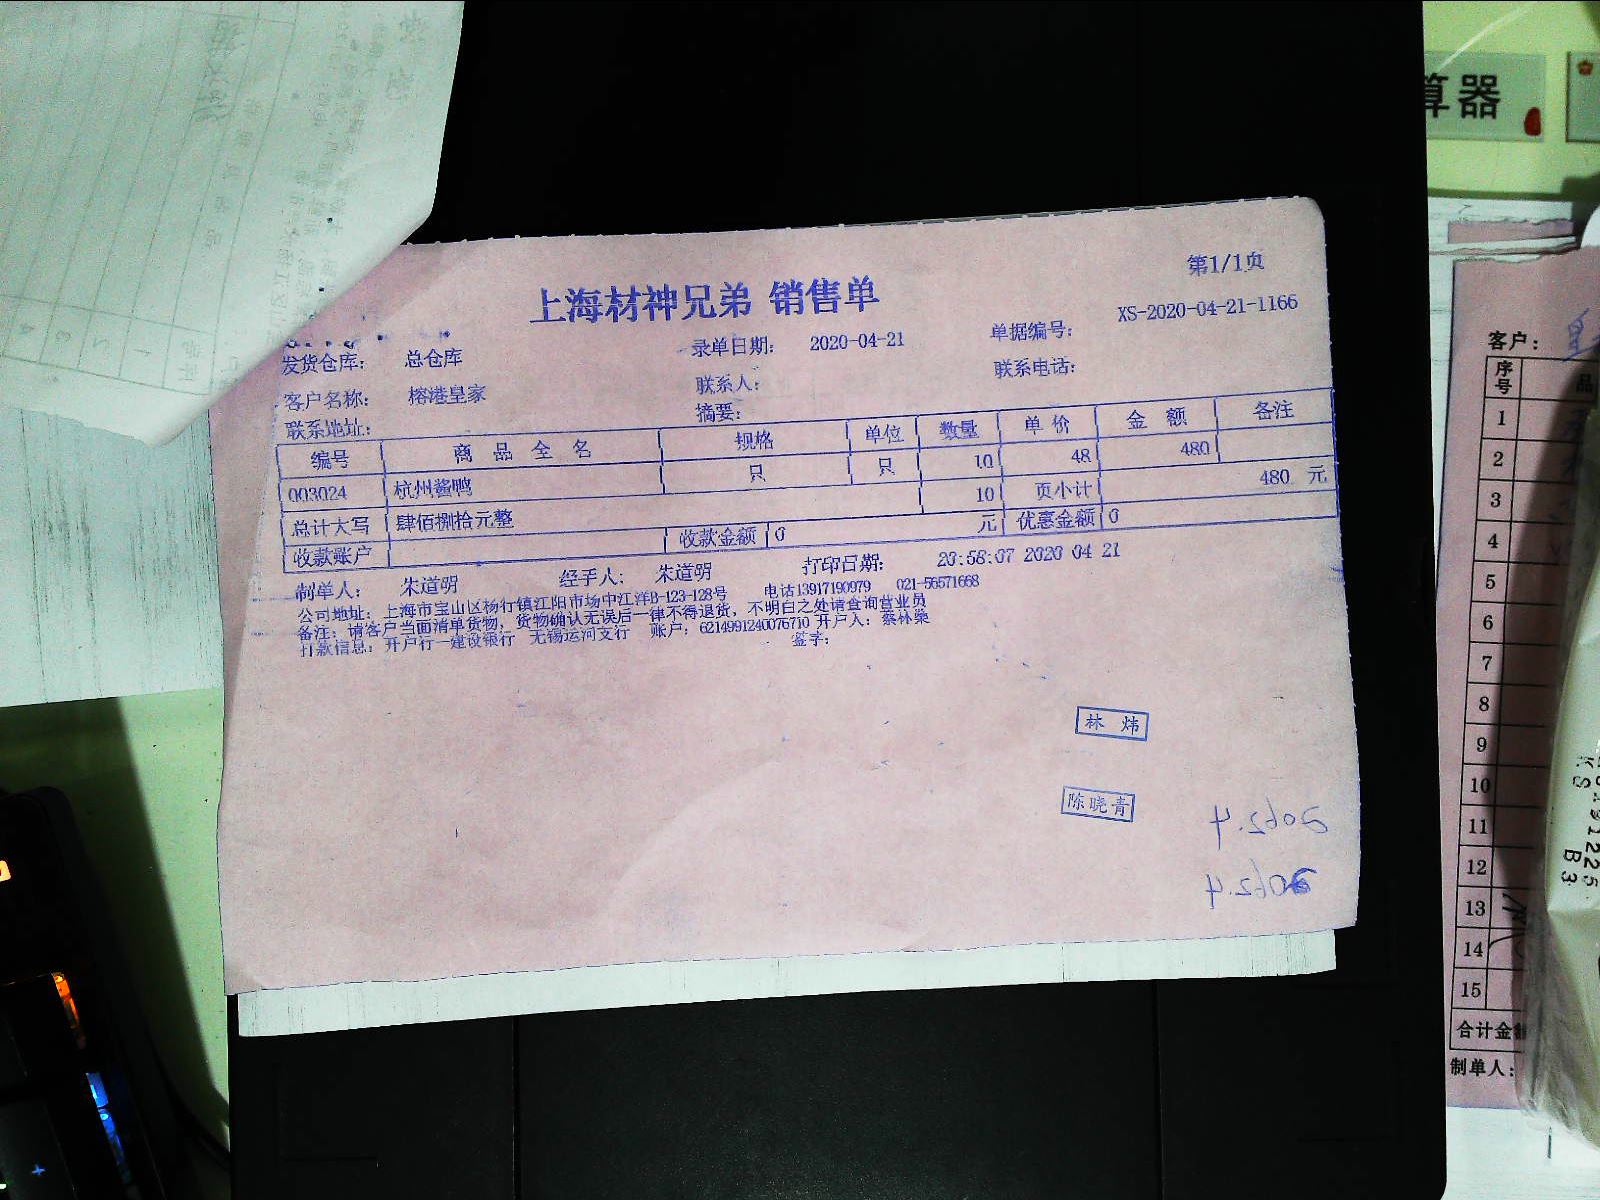 上海材神兄弟 销售单
第1/1页
发货仓库: 总仓库 录单日期: 2020-04-21 单据编号: XS-2020-04-21-1166
客户名称: 榕港皇家 联系人: 联系电话:
联系地址: 摘要:
编号 商品全名 规格 单位 数量 单价 金额 备注
003024 杭州酱鸭 只 只 10 48 480
10 页小计 480 元
总计大写 肆佰捌拾元整
收款账户 收款金额 0 元 优惠金额 0
制单人: 朱道明 经手人: 朱道明 打印日期: 20:58:07 2020 04 21
公司地址: 上海市宝山区杨行镇江阳市场中江洋B-123-128号 电话13917190979 021-56571668
备注: 请客户当面清单货物, 货物确认无误后一律不得退货, 不明白之处请查询营业员
打款信息: 开户行一建设银行 无锡运河支行 账户: 6214991240076710 开户人: 蔡林燊
签字:
林炜
陈晓青
2062.4
2062.4
算器
客户:
序号 品
1
2
3
4
5
6
7
8
9
10
11
12
13
14
15
合计金额
制单人:
B3